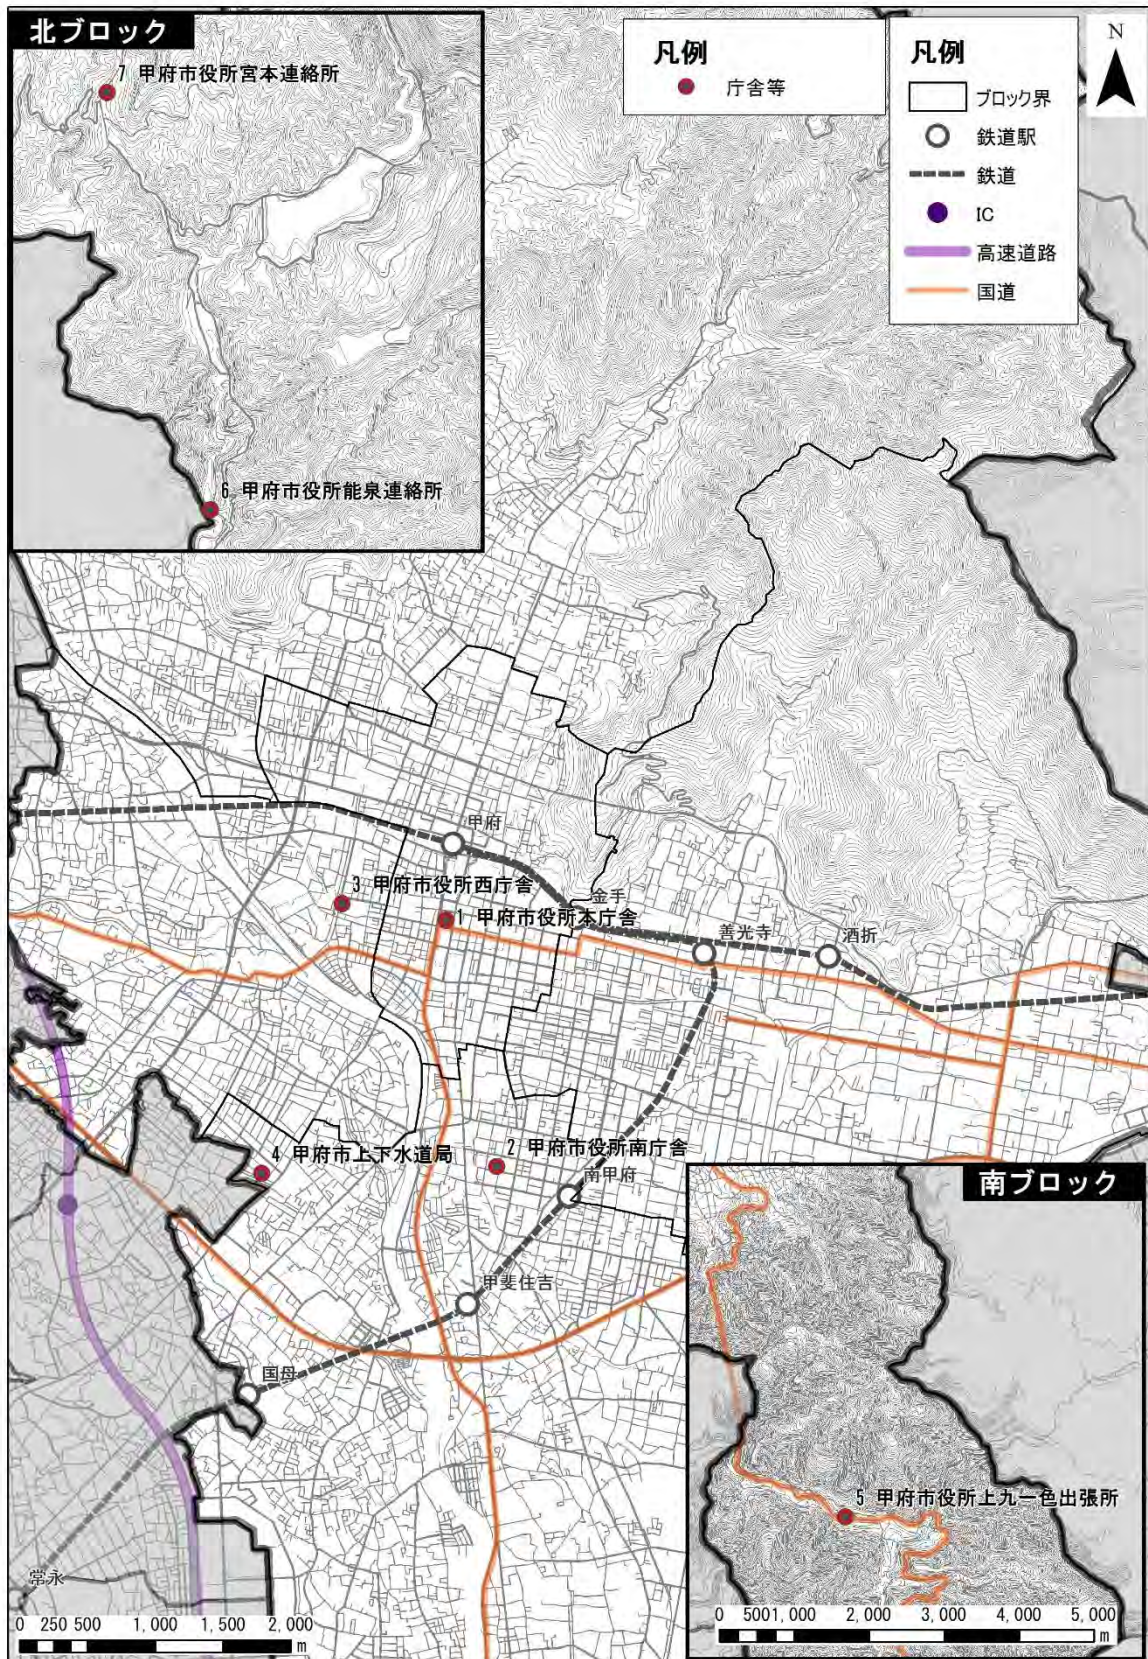 北ブロック
7 甲府市役所宮本連絡所
6 甲府市役所能泉連絡所
凡例
庁舎等
凡例
ブロック界
鉄道駅
鉄道
IC
高速道路
国道
N
甲府
3 甲府市役所西庁舎
金手
1 甲府市役所本庁舎
善光寺
酒折
4 甲府市上下水道局
2 甲府市役所南庁舎
南甲府
甲斐住吉
国母
常永
0 250 500 1,000 1,500 2,000
m
南ブロック
5 甲府市役所上九一色出張所
0 5001,000 2,000 3,000 4,000 5,000
m